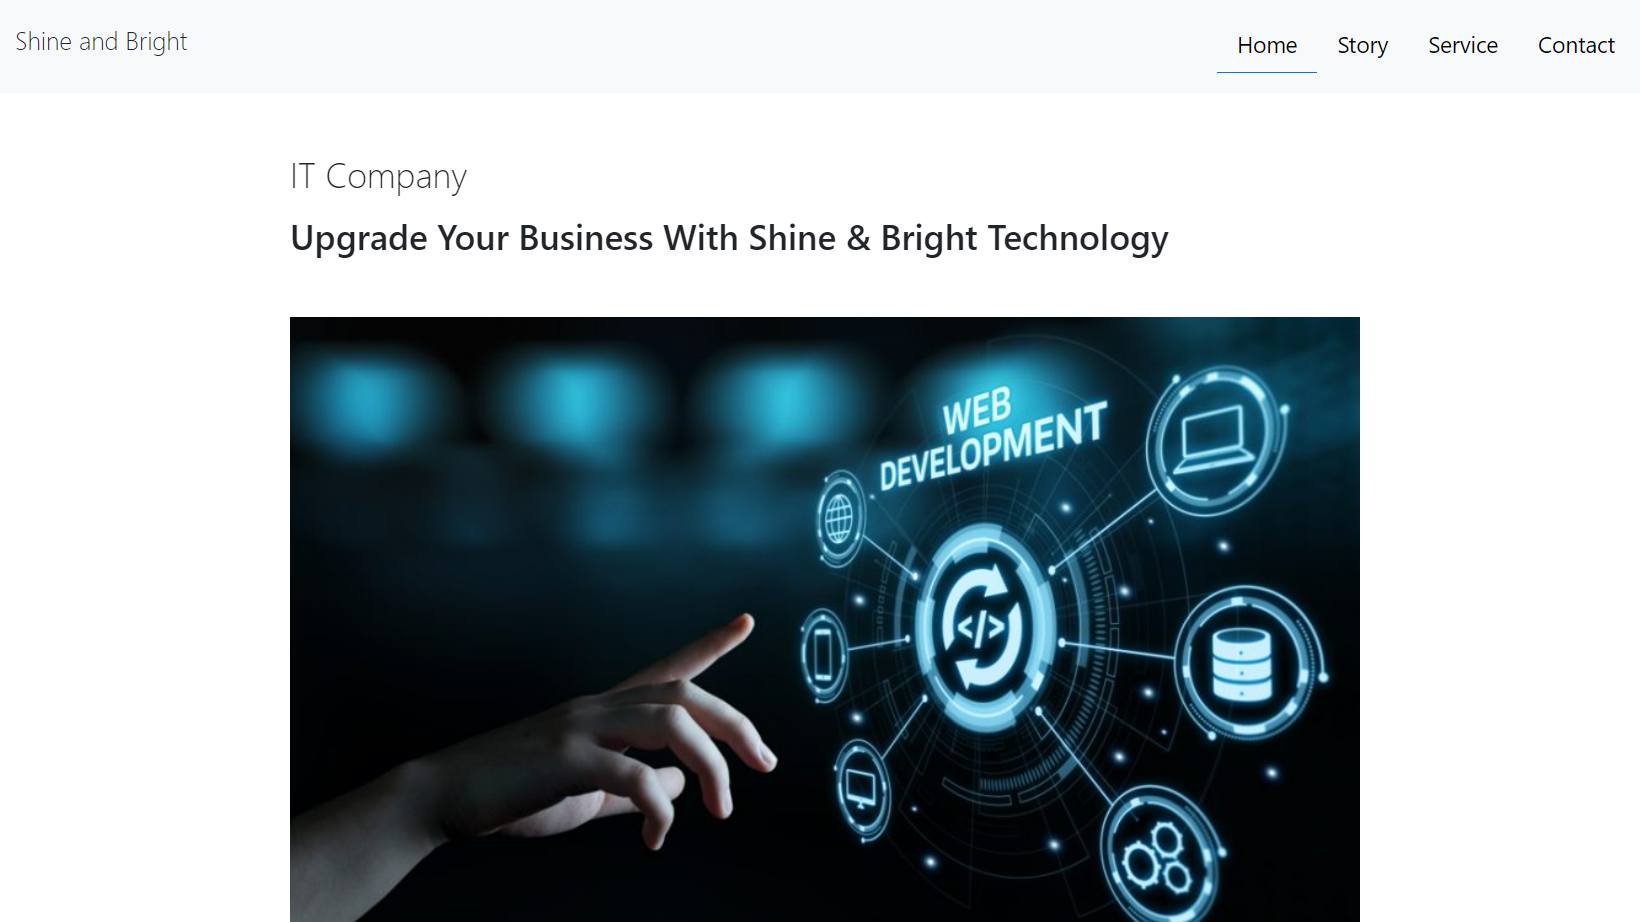 Shine and Bright
Home Story Service Contact
IT Company
Upgrade Your Business With Shine & Bright Technology
WEB
DEVELOPMENT
</>